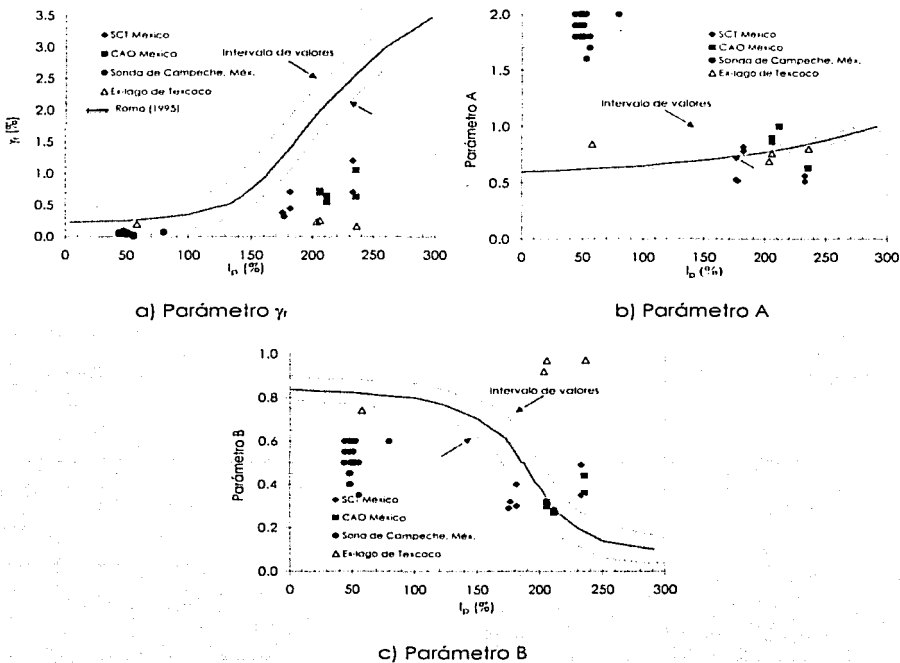 3.5
3.0
2.5
2.0
1.5
1.0
0.5
0.0
γr (%)
SCT México
CAO México
Sonda de Campeche, Méx.
Ex-lago de Texcoco
Romo (1995)
Intervalo de valores
0 50 100 150 200 250 300
Ip (%)
a) Parámetro γr
2.0
1.5
1.0
0.5
0.0
Parámetro A
SCT México
CAO México
Sonda de Campeche, Méx.
Ex-lago de Texcoco
Intervalo de valores
0 50 100 150 200 250 300
Ip (%)
b) Parámetro A
1.0
0.8
0.6
0.4
0.2
0.0
Parámetro B
Intervalo de valores
SCT México
CAO México
Sona de Campeche, Méx.
Ex-lago de Texcoco
0 50 100 150 200 250 300
Ip (%)
c) Parámetro B